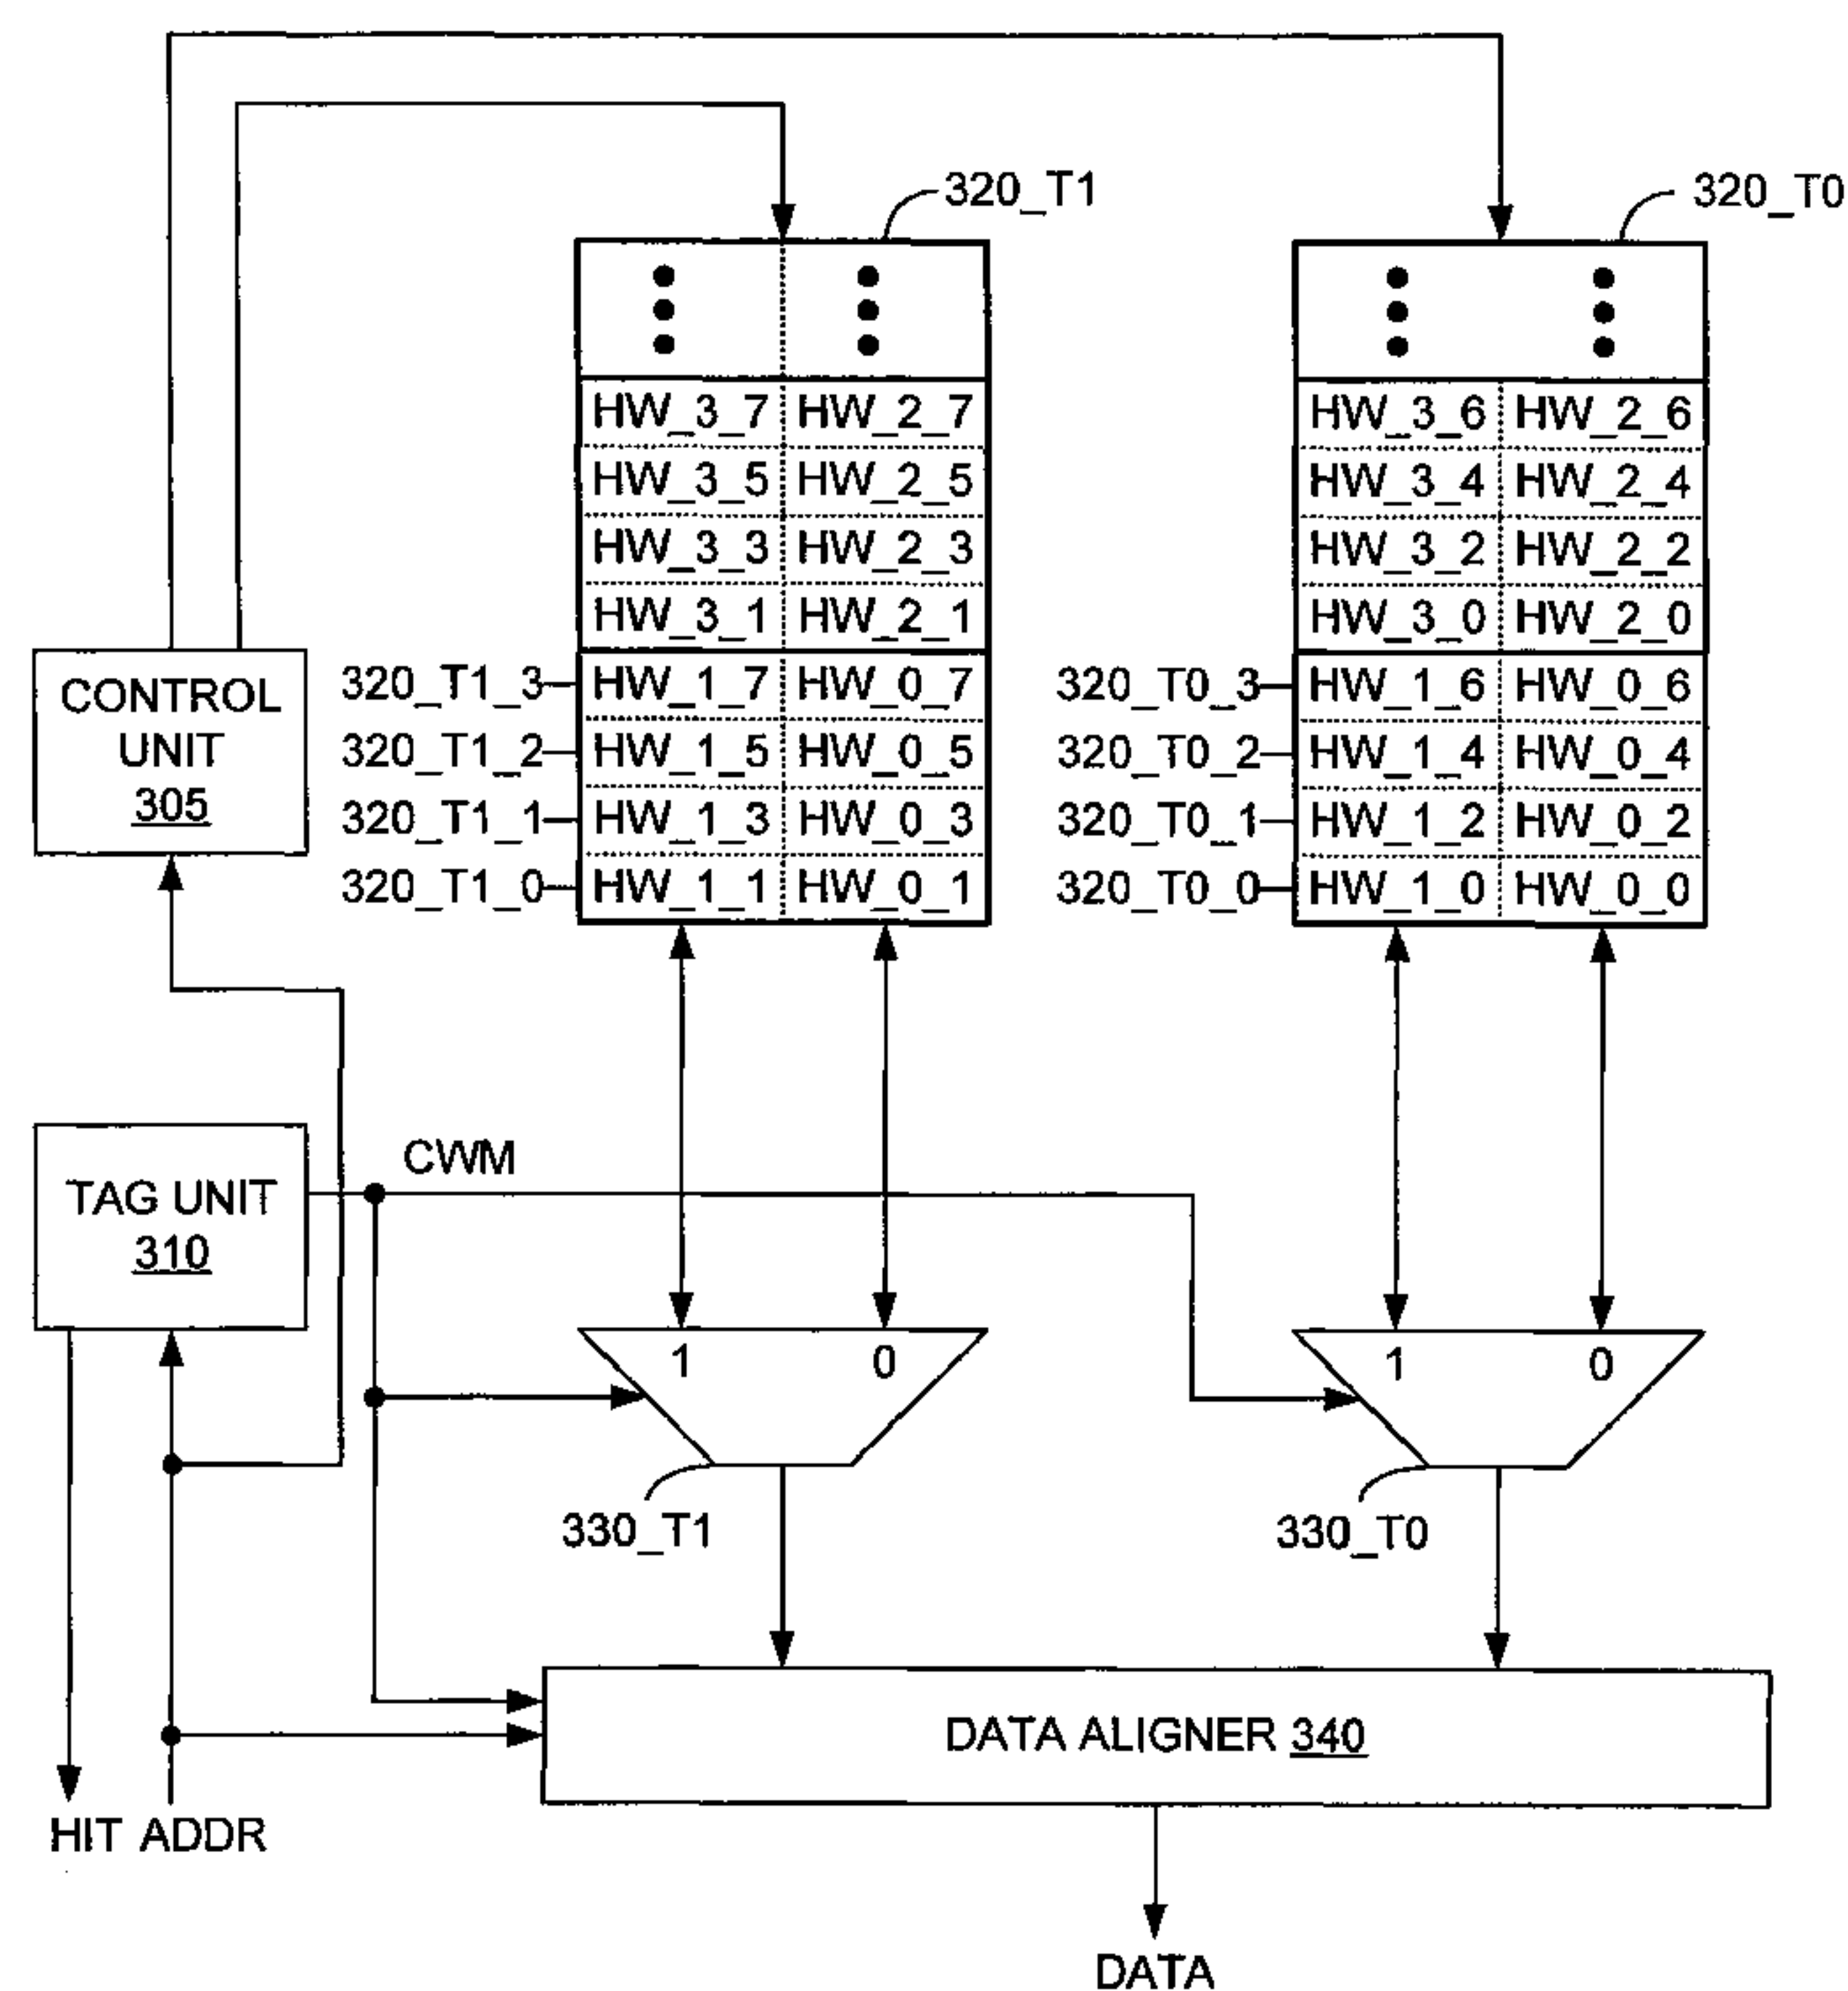 320_T1
320_T0
HW_3_7 HW_2_7
HW_3_5 HW_2_5
HW_3_3 HW_2_3
HW_3_1 HW_2_1
HW_3_6 HW_2_6
HW_3_4 HW_2_4
HW_3_2 HW_2_2
HW_3_0 HW_2_0
CONTROL
UNIT
305
320_T1_3 HW_1_7 HW_0_7
320_T1_2 HW_1_5 HW_0_5
320_T1_1 HW_1_3 HW_0_3
320_T1_0 HW_1_1 HW_0_1
320_T0_3 HW_1_6 HW_0_6
320_T0_2 HW_1_4 HW_0_4
320_T0_1 HW_1_2 HW_0_2
320_T0_0 HW_1_0 HW_0_0
TAG UNIT
310
CWM
1 0
1 0
330_T1
330_T0
DATA ALIGNER 340
HIT ADDR
DATA